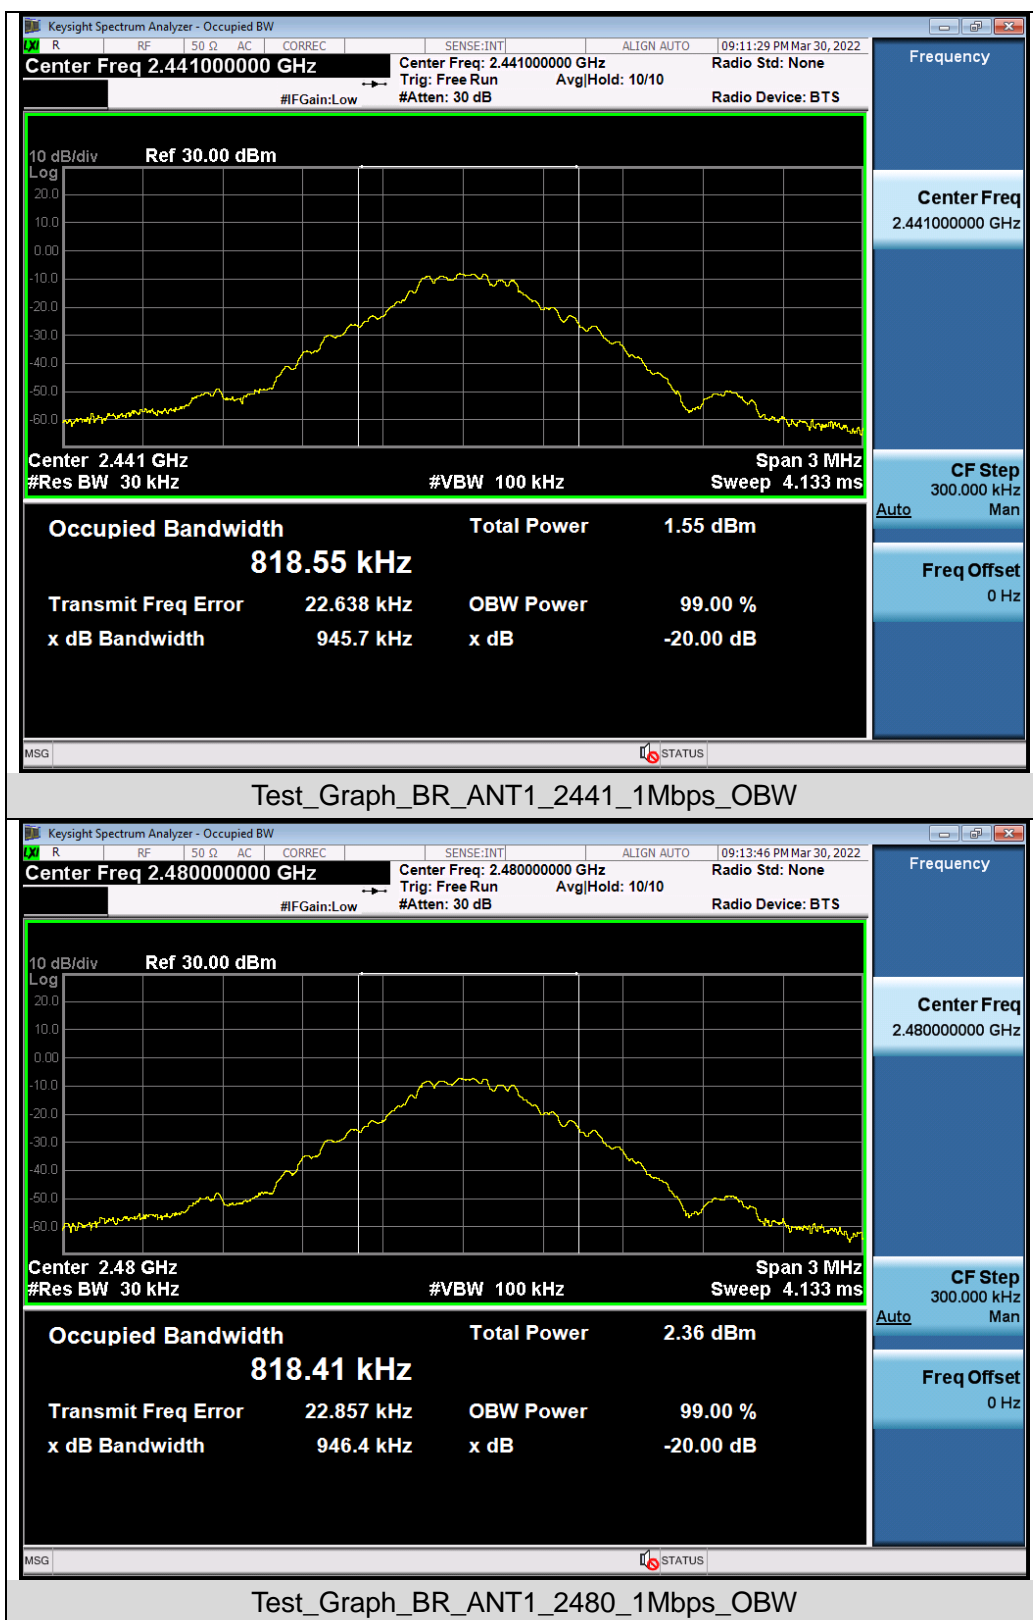 Keysight Spectrum Analyzer - Occupied BW
LXI R RF 50 Ω AC CORREC SENSE:INT ALIGN AUTO 09:11:29 PM Mar 30, 2022
Center Freq 2.441000000 GHz
Center Freq: 2.441000000 GHz
Radio Std: None
Trig: Free Run Avg|Hold: 10/10
#IFGain:Low
#Atten: 30 dB
Radio Device: BTS
10 dB/div Ref 30.00 dBm
Log
20.0
10.0
0.00
-10.0
-20.0
-30.0
-40.0
-50.0
-60.0
Center 2.441 GHz Span 3 MHz
#Res BW 30 kHz #VBW 100 kHz Sweep 4.133 ms
Occupied Bandwidth Total Power 1.55 dBm
818.55 kHz
Transmit Freq Error 22.638 kHz OBW Power 99.00 %
x dB Bandwidth 945.7 kHz x dB -20.00 dB
Frequency
Center Freq
2.441000000 GHz
CF Step
300.000 kHz
Auto Man
Freq Offset
0 Hz
MSG STATUS
Test_Graph_BR_ANT1_2441_1Mbps_OBW
Keysight Spectrum Analyzer - Occupied BW
LXI R RF 50 Ω AC CORREC SENSE:INT ALIGN AUTO 09:13:46 PM Mar 30, 2022
Center Freq 2.480000000 GHz
Center Freq: 2.480000000 GHz
Radio Std: None
Trig: Free Run Avg|Hold: 10/10
#IFGain:Low
#Atten: 30 dB
Radio Device: BTS
10 dB/div Ref 30.00 dBm
Log
20.0
10.0
0.00
-10.0
-20.0
-30.0
-40.0
-50.0
-60.0
Center 2.48 GHz Span 3 MHz
#Res BW 30 kHz #VBW 100 kHz Sweep 4.133 ms
Occupied Bandwidth Total Power 2.36 dBm
818.41 kHz
Transmit Freq Error 22.857 kHz OBW Power 99.00 %
x dB Bandwidth 946.4 kHz x dB -20.00 dB
Frequency
Center Freq
2.480000000 GHz
CF Step
300.000 kHz
Auto Man
Freq Offset
0 Hz
MSG STATUS
Test_Graph_BR_ANT1_2480_1Mbps_OBW